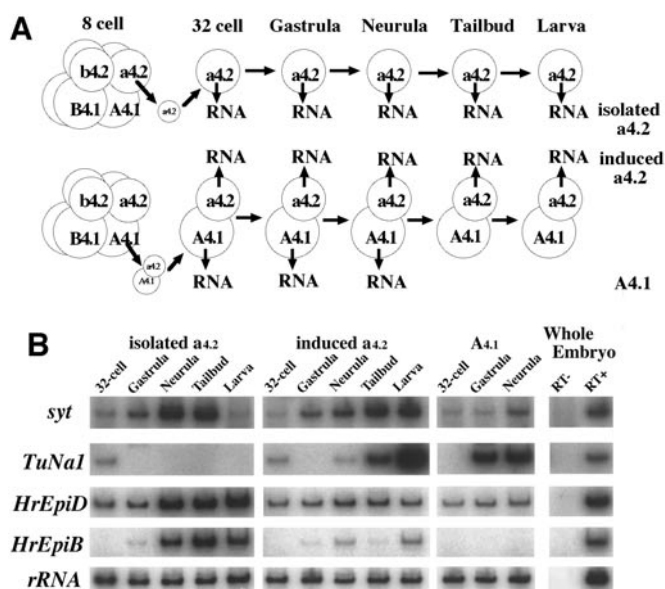 A
8 cell 32 cell Gastrula Neurula Tailbud Larva
b4.2 a4.2 a4.2 a4.2 a4.2 a4.2 a4.2
B4.1 A4.1 a4.2 RNA RNA RNA RNA RNA isolated a4.2
RNA RNA RNA RNA RNA induced a4.2
b4.2 a4.2 a4.2 a4.2 a4.2 a4.2 a4.2
B4.1 A4.1 A4.1 A4.1 A4.1 A4.1 A4.1
a4.2
A4.1
RNA RNA RNA A4.1
B
isolated a4.2 induced a4.2 A4.1 Whole Embryo
32-cell Gastrula Neurula Tailbud Larva 32-cell Gastrula Neurula Tailbud Larva 32-cell Gastrula Neurula RT- RT+
syt
TuNa1
HrEpiD
HrEpiB
rRNA